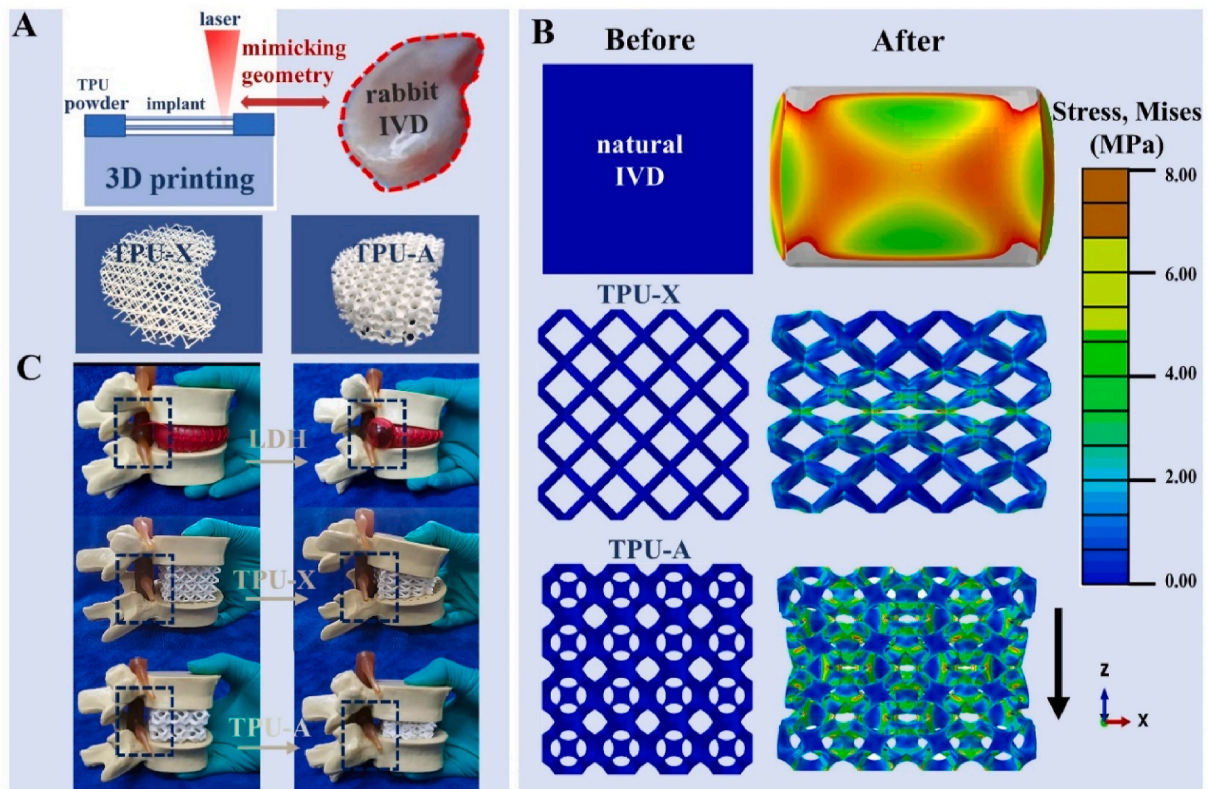 A
laser
mimicking
geometry
TPU
powder
implant
rabbit
IVD
3D printing
TPU-X
TPU-A
C
LDH
TPU-X
TPU-A
B
Before
After
natural
IVD
Stress, Mises
(MPa)
8.00
6.00
4.00
2.00
0.00
TPU-X
TPU-A
Z
X